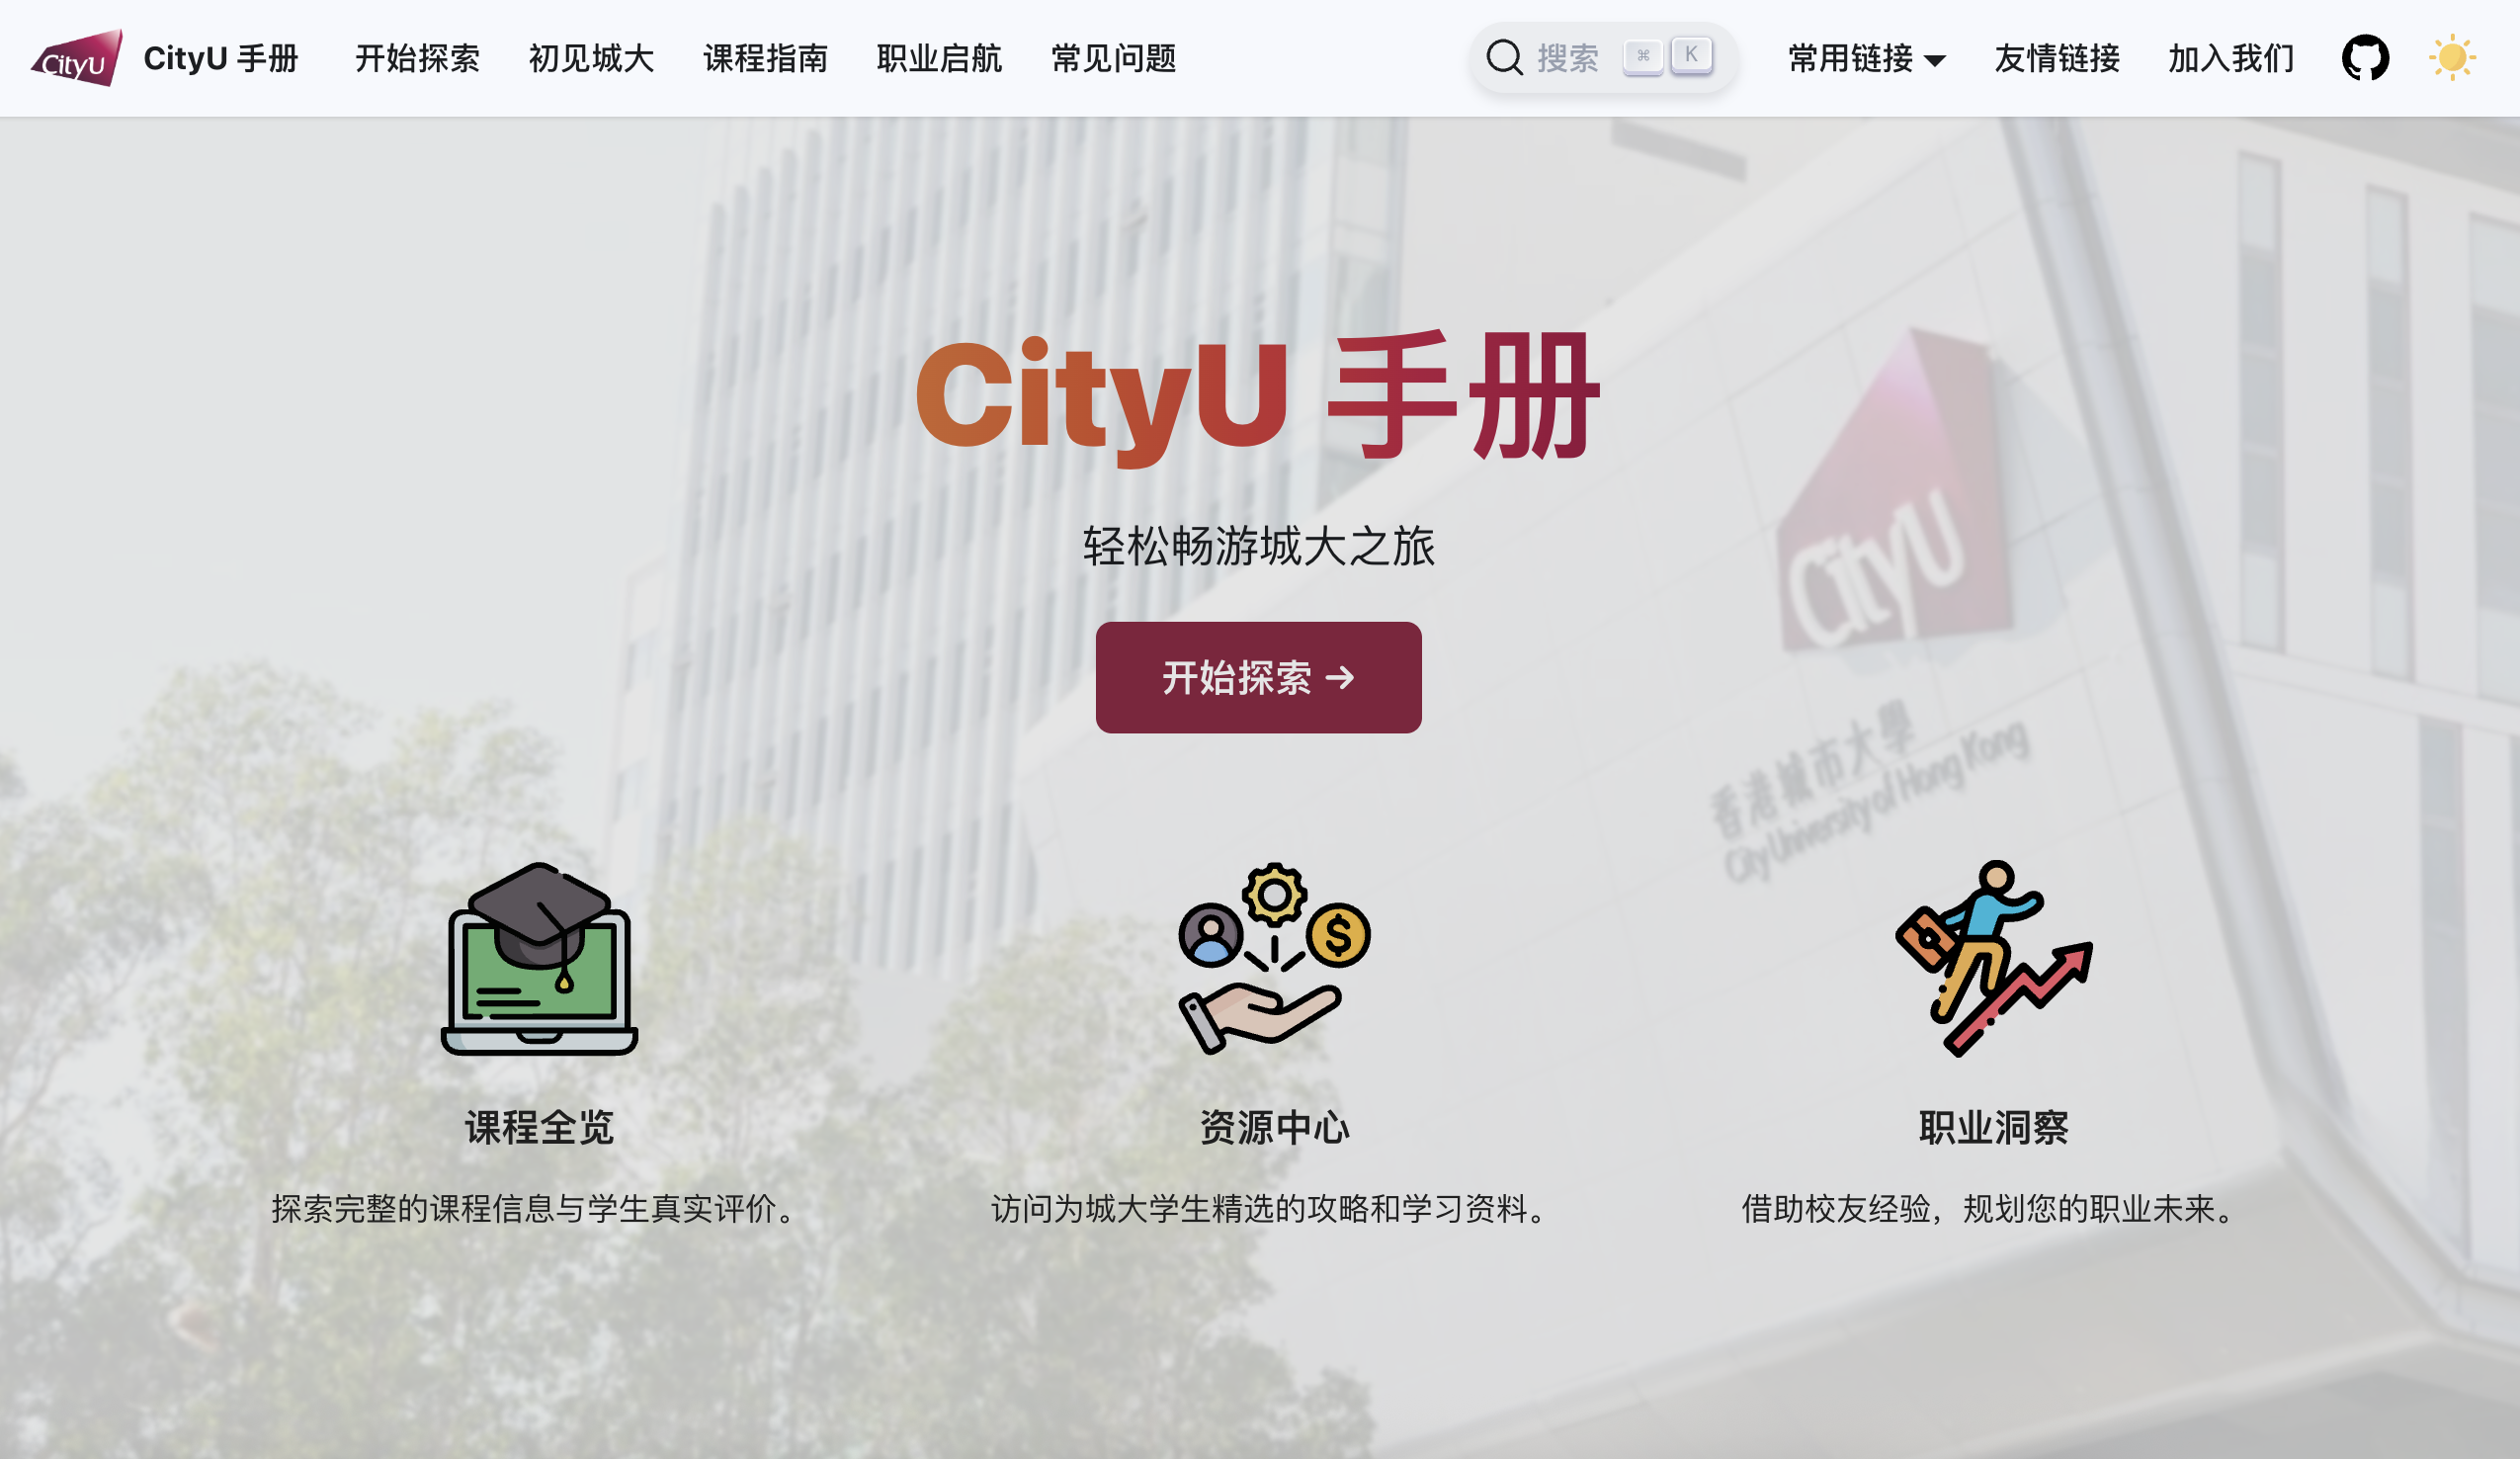 CityU CityU 手册 开始探索 初见城大 课程指南 职业启航 常见问题 搜索 ⌘ K 常用链接 友情链接 加入我们
CityU 手册
轻松畅游城大之旅
开始探索 →
CityU
香港城市大學
City University of Hong Kong
$
课程全览 资源中心 职业洞察
探索完整的课程信息与学生真实评价。 访问为城大学生精选的攻略和学习资料。 借助校友经验，规划您的职业未来。